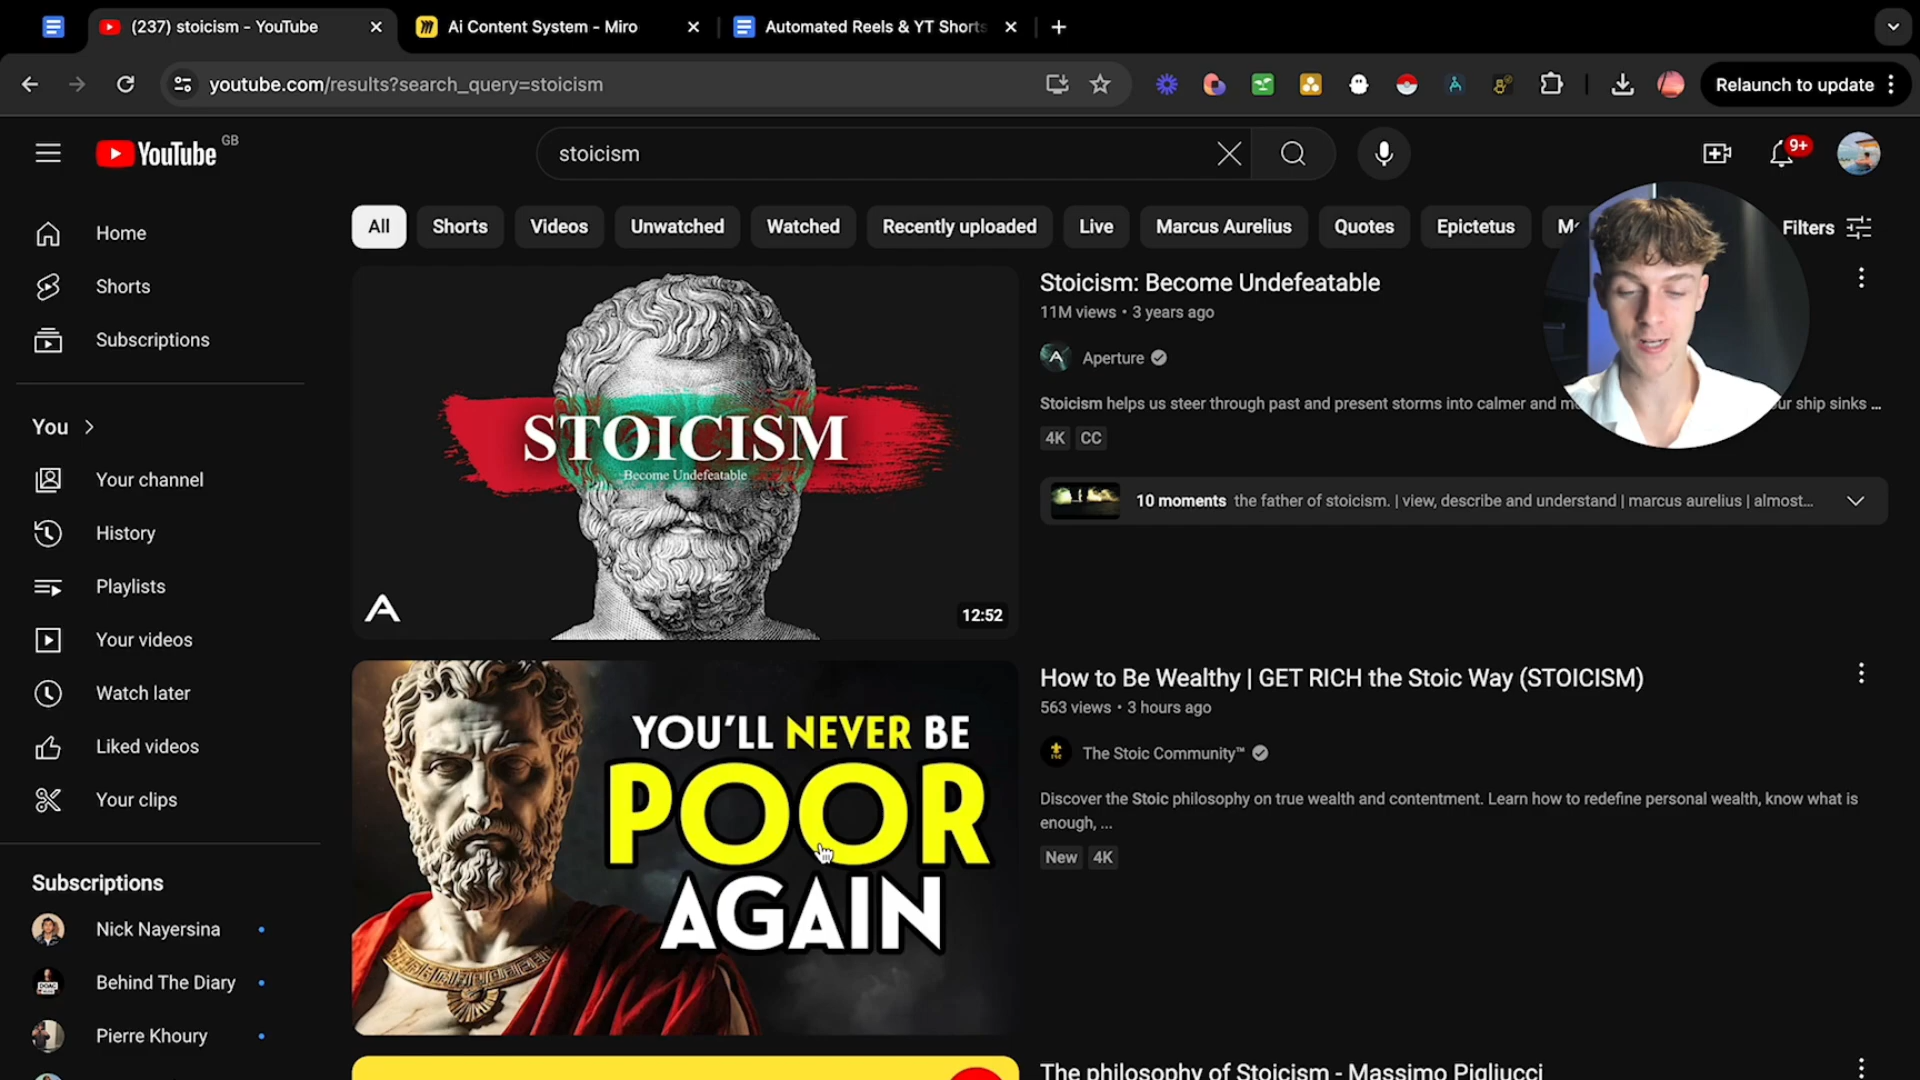 (237) stoicism - YouTube
Ai Content System - Miro
Automated Reels & YT Shorts
youtube.com/results?search_query=stoicism
Relaunch to update
YouTube GB
stoicism
9+
All
Shorts
Videos
Unwatched
Watched
Recently uploaded
Live
Marcus Aurelius
Quotes
Epictetus
Filters
Home
Shorts
Subscriptions
You
Your channel
History
Playlists
Your videos
Watch later
Liked videos
Your clips
Subscriptions
Nick Nayersina
Behind The Diary
Pierre Khoury
STOICISM
Become Undefeatable
12:52
Stoicism: Become Undefeatable
11M views • 3 years ago
Aperture
Stoicism helps us steer through past and present storms into calmer and ... ur ship sinks ...
4K CC
10 moments the father of stoicism. | view, describe and understand | marcus aurelius | almost...
YOU'LL NEVER BE
POOR
AGAIN
How to Be Wealthy | GET RICH the Stoic Way (STOICISM)
563 views • 3 hours ago
The Stoic Community™
Discover the Stoic philosophy on true wealth and contentment. Learn how to redefine personal wealth, know what is
enough, ...
New 4K
The philosophy of Stoicism - Massimo Pigliucci